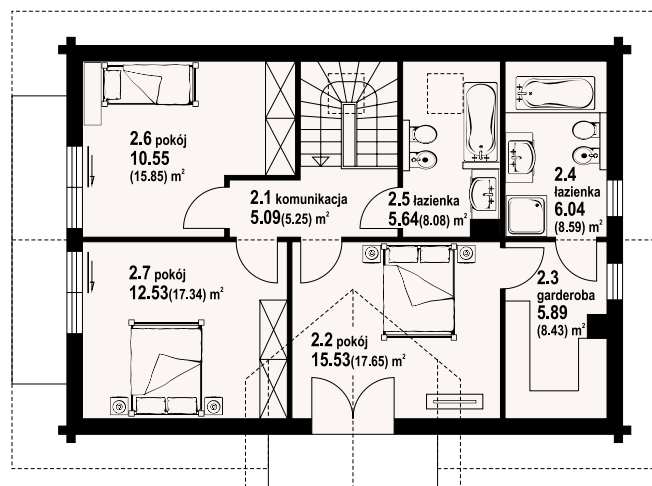 2.6 pokój
10.55
(15.85) m²
2.1 komunikacja
5.09(5.25) m²
2.5 łazienka
5.64(8.08) m²
2.4
łazienka
6.04
(8.59) m²
2.7 pokój
12.53(17.34) m²
2.2 pokój
15.53(17.65) m²
2.3
garderoba
5.89
(8.43) m²